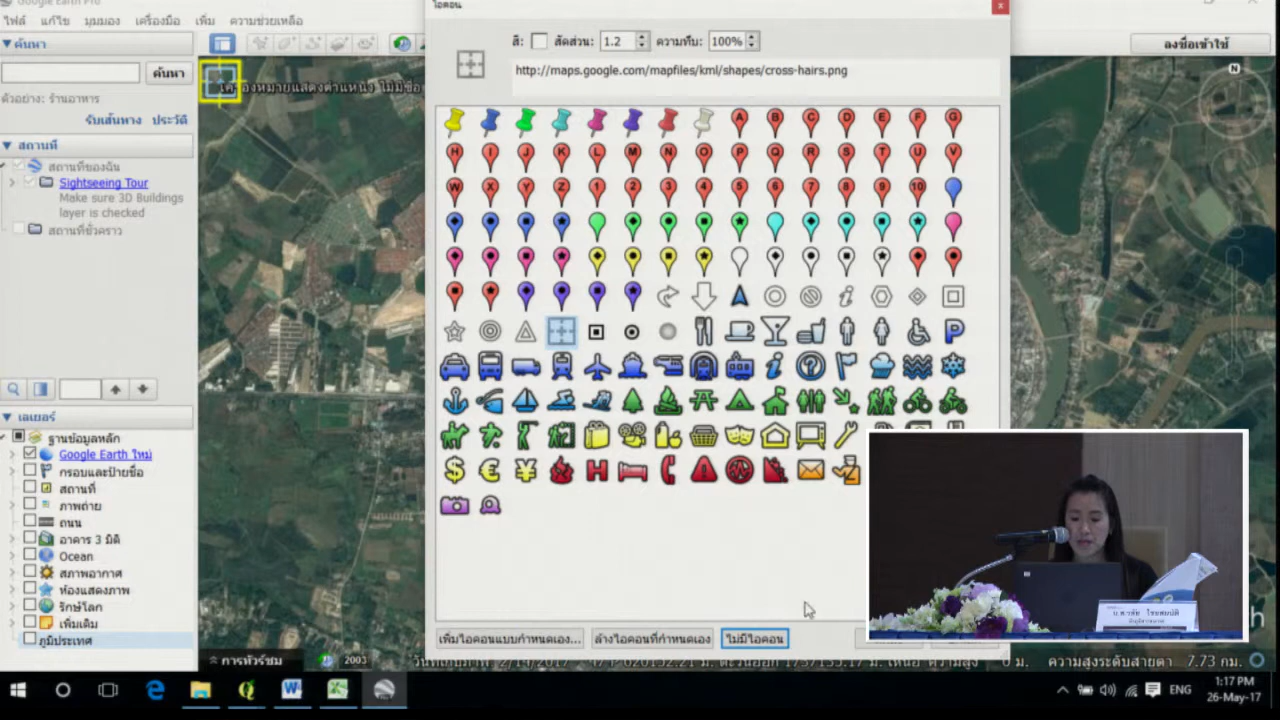 Google Earth Pro
ไอคอน
x
ไฟล์ แก้ไข มุมมอง เครื่องมือ เพิ่ม ความช่วยเหลือ
ค้นหา
สี: สัดส่วน: 1.2 ความทึบ: 100%
ลงชื่อเข้าใช้
ค้นหา
http://maps.google.com/mapfiles/kml/shapes/cross-hairs.png
N
ตัวอย่าง: ร้านอาหาร
รับเส้นทาง ประวัติ
สถานที่
สถานที่ของฉัน
Sightseeing Tour
Make sure 3D Buildings
layer is checked
สถานที่ชั่วคราว
A B C D E F G
H I J K L M N O P Q R S T U V
W X Y Z 1 2 3 4 5 6 7 8 9 10
P
$ € ¥ H
เลเยอร์
ฐานข้อมูลหลัก
Google Earth ใหม่
กรอบและป้ายชื่อ
สถานที่
ภาพถ่าย
ถนน
อาคาร 3 มิติ
Ocean
สภาพอากาศ
ห้องแสดงภาพ
รักษ์โลก
เพิ่มเติม
ภูมิประเทศ
เพิ่มไอคอนแบบกำหนดเอง... ล้างไอคอนที่กำหนดเอง ไม่มีไอคอน
การทัวร์ชม 2003
0 ม. ความสูงระดับสายตา 7.73 กม.
ENG
1:17 PM
26-May-17